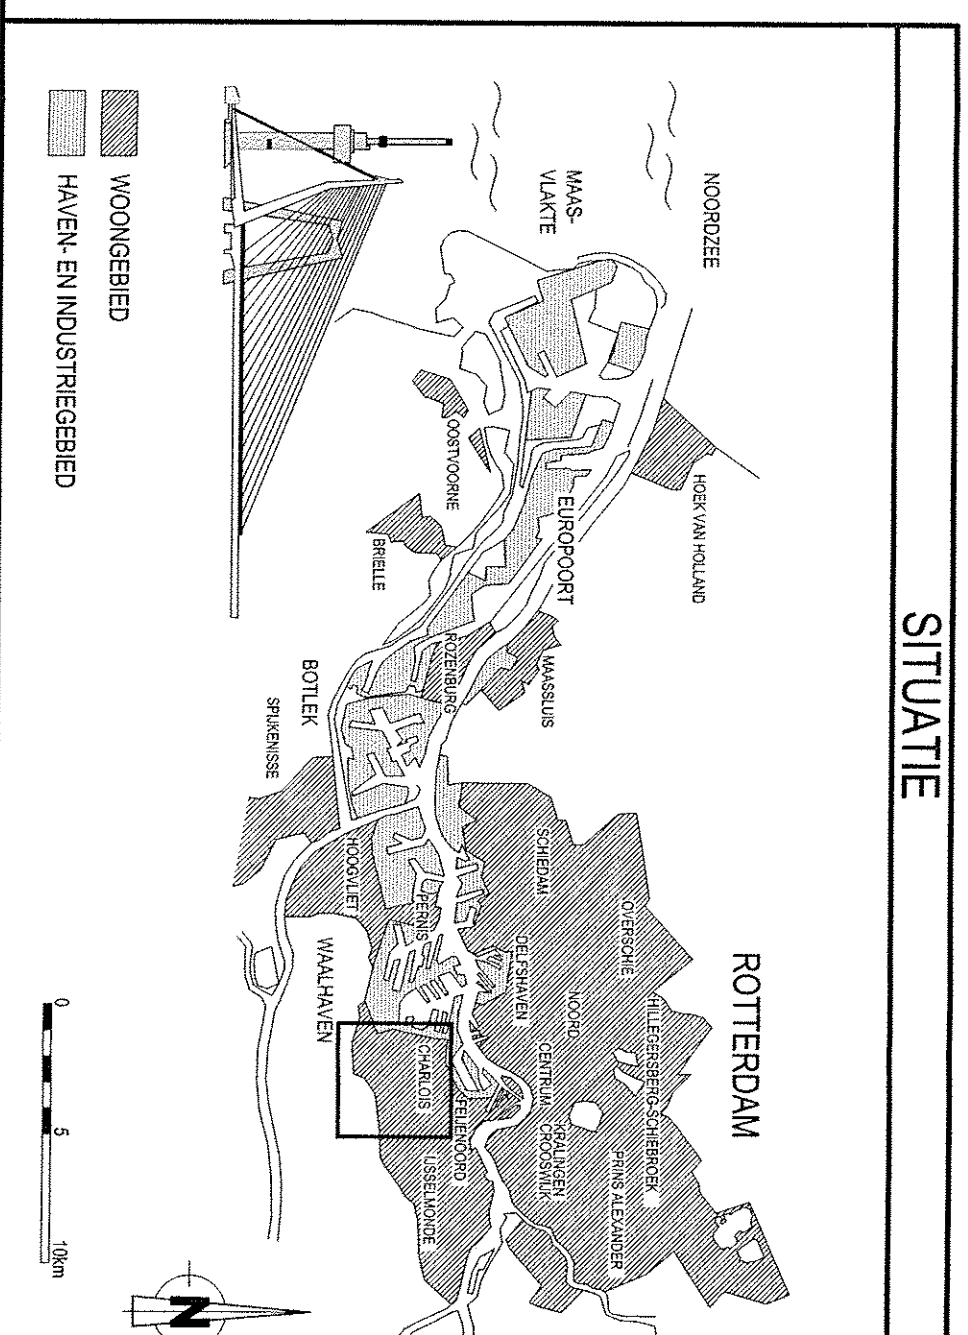 SITUATIE
ROTTERDAM
NOORDZEE
MAAS-
VLAKTE
HOEK VAN HOLLAND
EUROPOORT
OOSTVOORNE
BRIELLE
MAASSLUIS
ROZENBURG
BOTLEK
SPIJKENISSE
HOOGVLIET
PERNIS
SCHIEDAM
OVERSCHIE
DELFSHAVEN
NOORD
HILLEGERSBERG-SCHIEBROEK
CENTRUM
KRALINGEN
CROOSWIJK
PRINS ALEXANDER
WAALHAVEN
CHARLOIS
FEIJENOORD
IJSSELMONDE
WOONGEBIED
HAVEN- EN INDUSTRIEGEBIED
0 5 10km
N